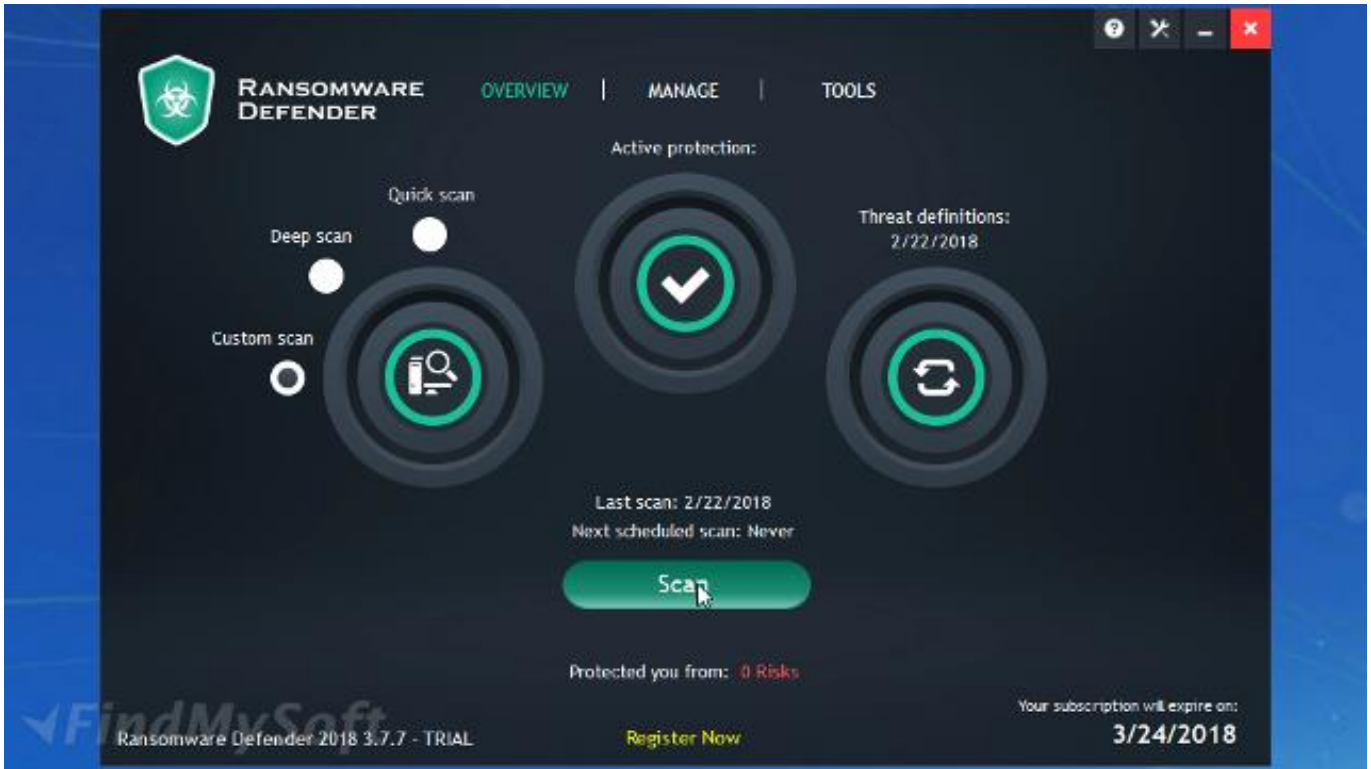 RANSOMWARE
DEFENDER
OVERVIEW | MANAGE | TOOLS
Active protection:
Quick scan
Deep scan
Custom scan
Threat definitions:
2/22/2018
Last scan: 2/22/2018
Next scheduled scan: Never
Scan
Protected you from: 0 Risks
FindMySoft
Ransomware Defender 2018 3.7.7 - TRIAL
Register Now
Your subscription will expire on:
3/24/2018